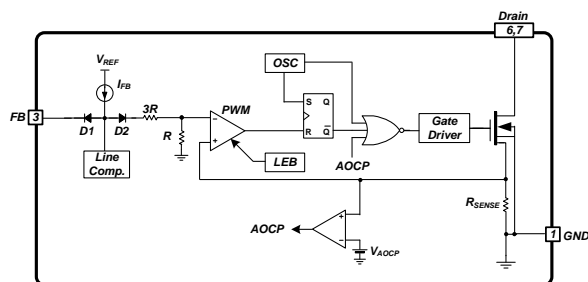 Drain
6,7
VREF
OSC
IFB
3R
PWM
S Q
FB 3
D1 D2
R
R Q̅
Gate
Driver
Line
Comp.
LEB
AOCP
RSENSE
AOCP
VAOCP
1 GND
+
−
+
−